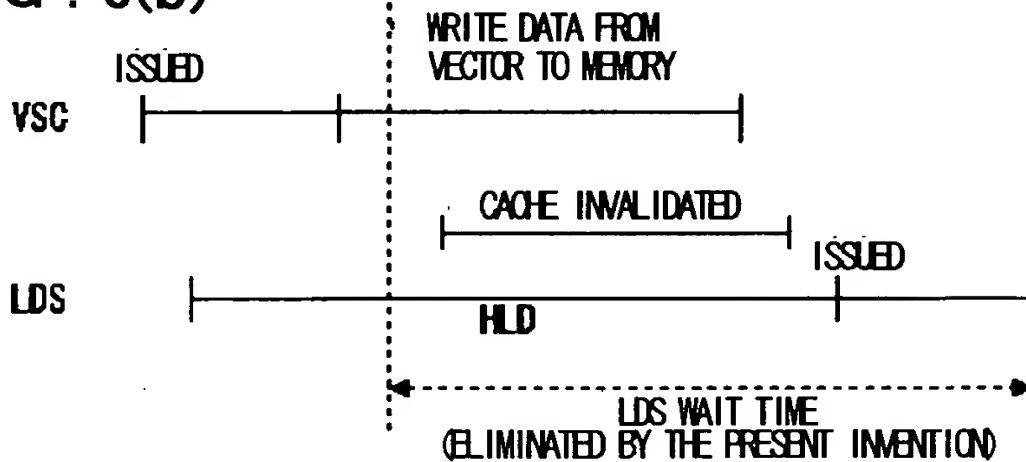 G . 6(b)
WRITE DATA FROM
VECTOR TO MEMORY
ISSUED
VSC
CACHE INVALIDATED
ISSUED
LDS
HLD
LDS WAIT TIME
(ELIMINATED BY THE PRESENT INVENTION)